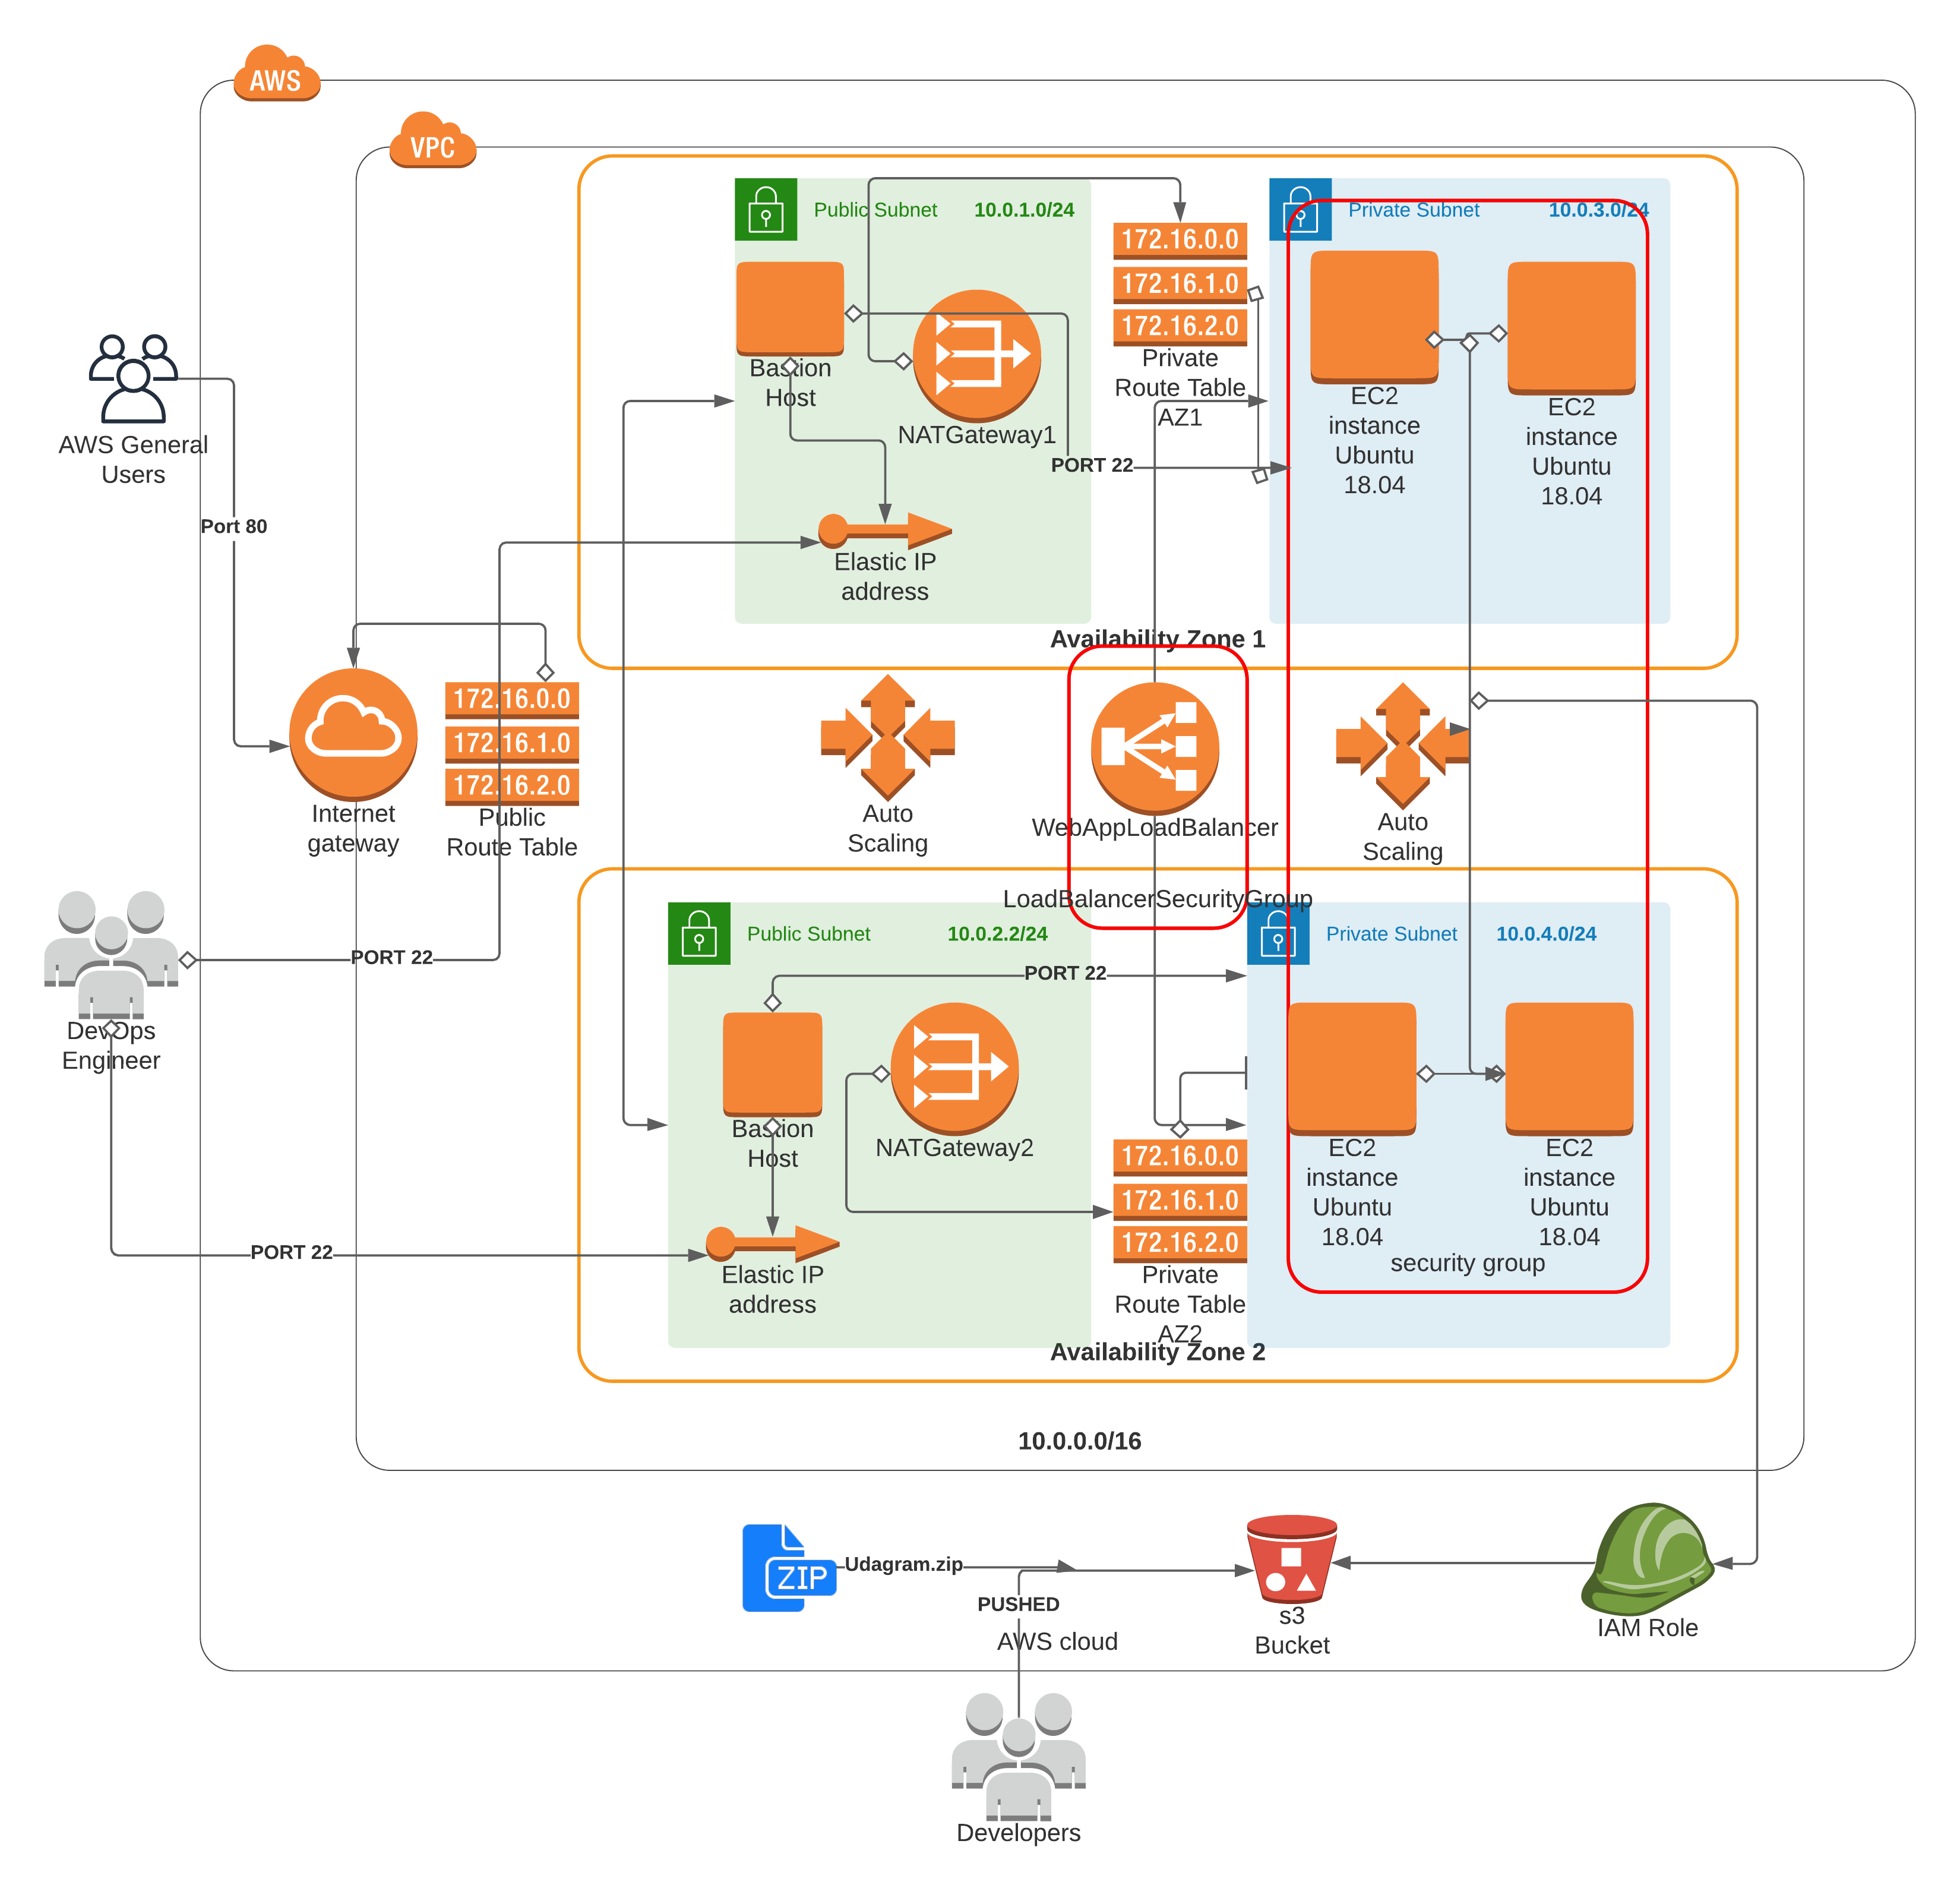 AWS
VPC
Public Subnet
10.0.1.0/24
Private Subnet
10.0.3.0/24
172.16.0.0
172.16.1.0
172.16.2.0
Private
Route Table
AZ1
Bastion
Host
NATGateway1
EC2
instance
Ubuntu
18.04
EC2
instance
Ubuntu
18.04
PORT 22
AWS General
Users
Port 80
Elastic IP
address
Availability Zone 1
172.16.0.0
172.16.1.0
172.16.2.0
Internet
gateway
Public
Route Table
Auto
Scaling
WebAppLoadBalancer
Auto
Scaling
LoadBalancerSecurityGroup
Public Subnet
10.0.2.2/24
Private Subnet
10.0.4.0/24
PORT 22
PORT 22
DevOps
Engineer
Bastion
Host
NATGateway2
172.16.0.0
172.16.1.0
172.16.2.0
Private
Route Table
AZ2
EC2
instance
Ubuntu
18.04
EC2
instance
Ubuntu
18.04
security group
PORT 22
Elastic IP
address
Availability Zone 2
10.0.0.0/16
ZIP
Udagram.zip
PUSHED
AWS cloud
s3
Bucket
IAM Role
Developers